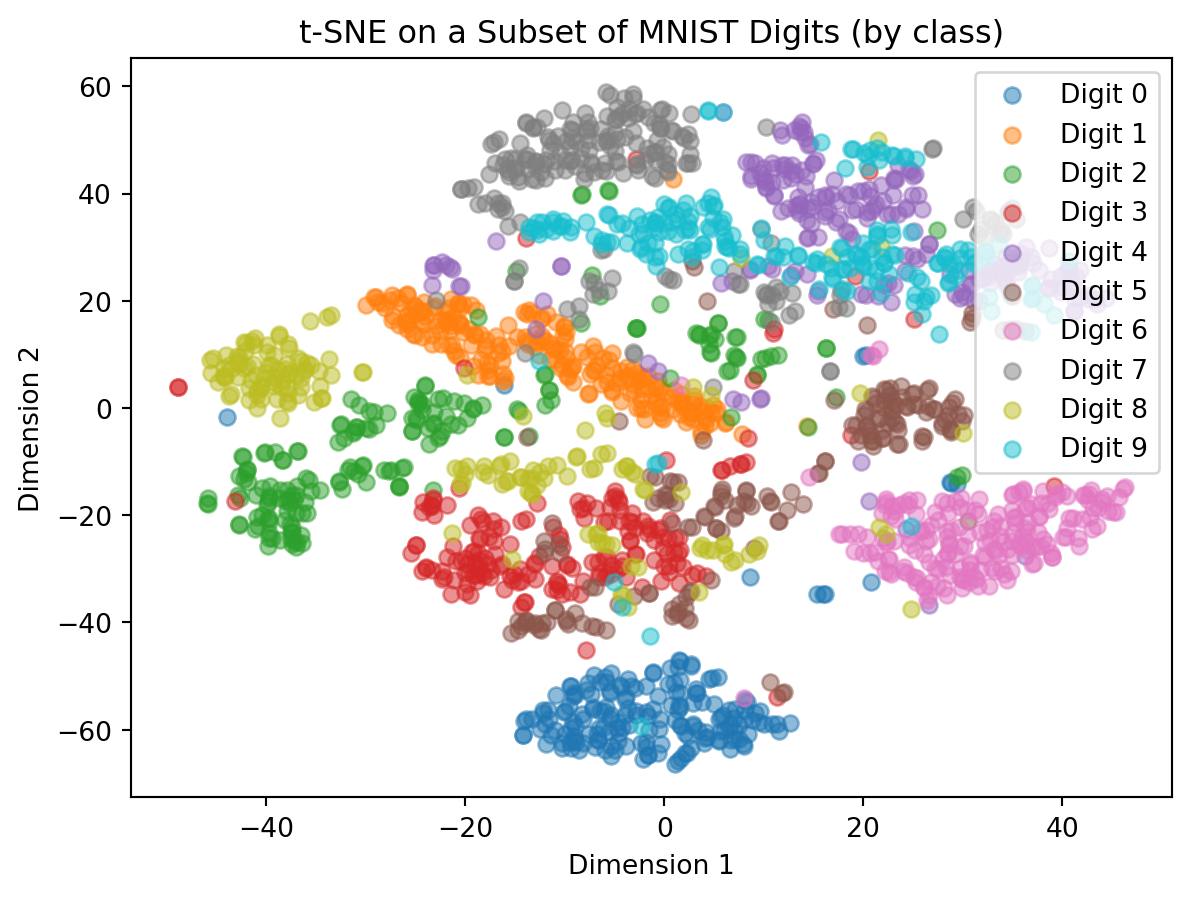 t-SNE on a Subset of MNIST Digits (by class)
60
40
20
0
−20
−40
−60
Dimension 2
−40
−20
0
20
40
Dimension 1
Digit 0
Digit 1
Digit 2
Digit 3
Digit 4
Digit 5
Digit 6
Digit 7
Digit 8
Digit 9